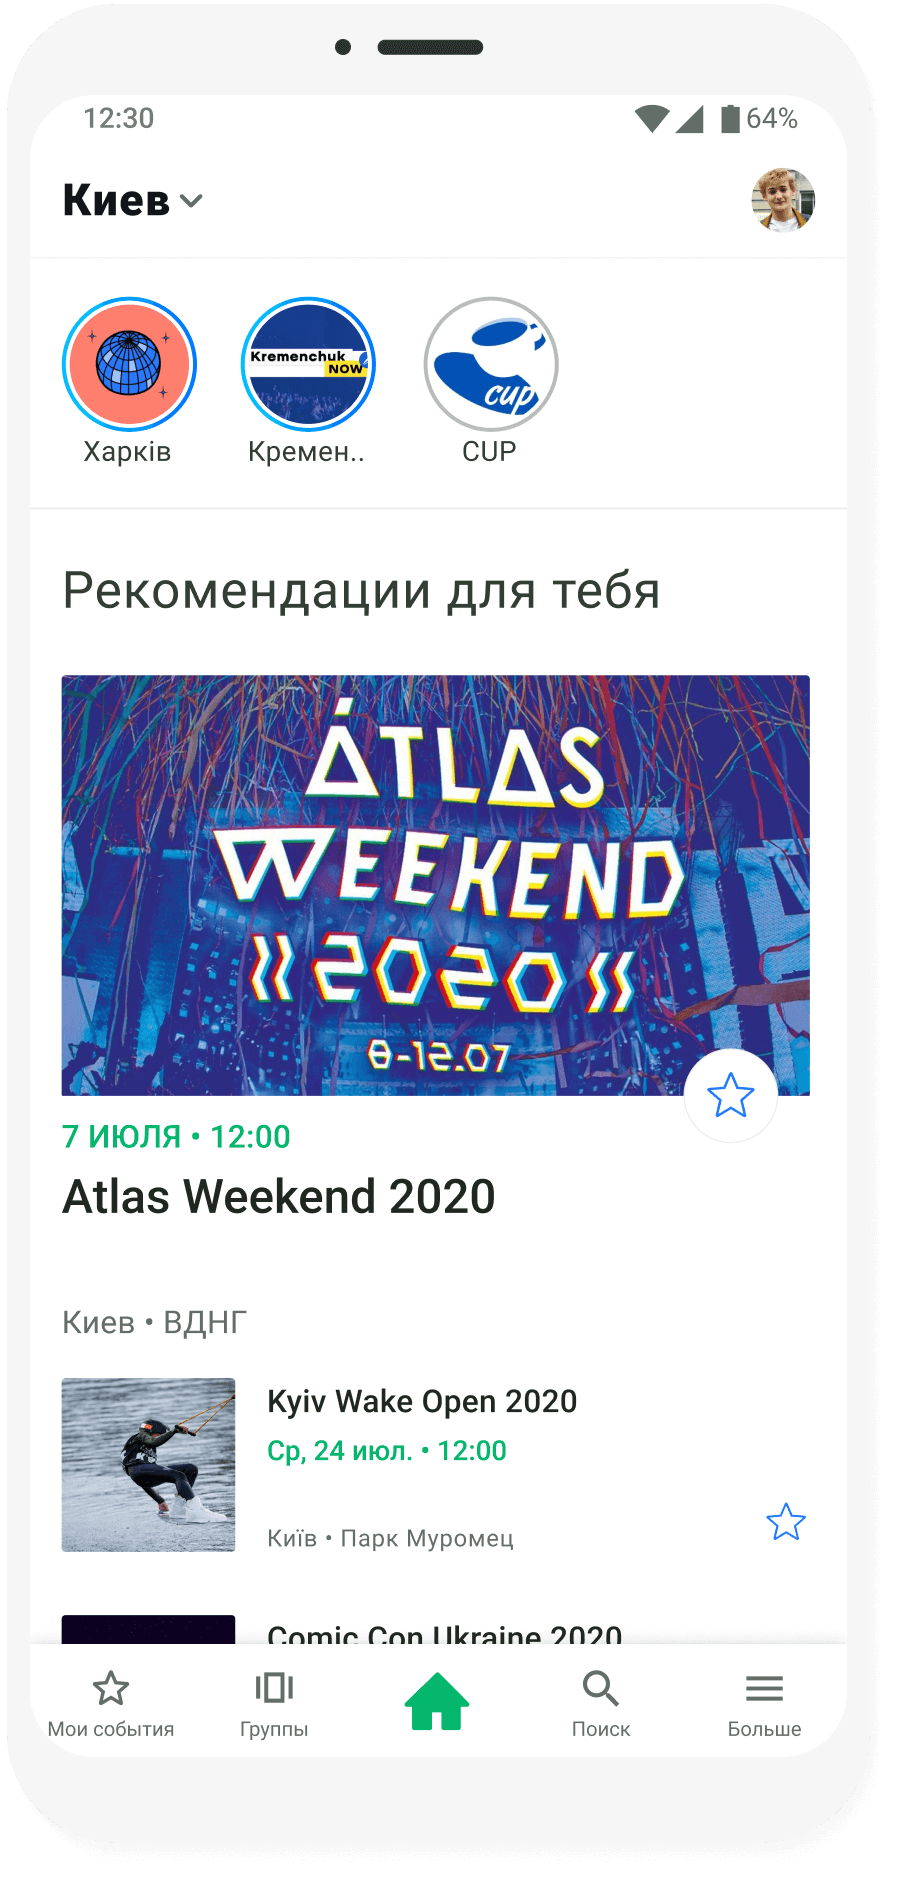 12:30
64%
Киев
Kremenchuk
NOW
cup
Харків
Кремен..
CUP
Рекомендации для тебя
ATLAS
WEEKEND
2020
8-12.07
7 ИЮЛЯ • 12:00
Atlas Weekend 2020
Киев • ВДНГ
Kyiv Wake Open 2020
Ср, 24 июл. • 12:00
Київ • Парк Муромец
Comic Con Ukraine 2020
Мои события
Группы
Поиск
Больше